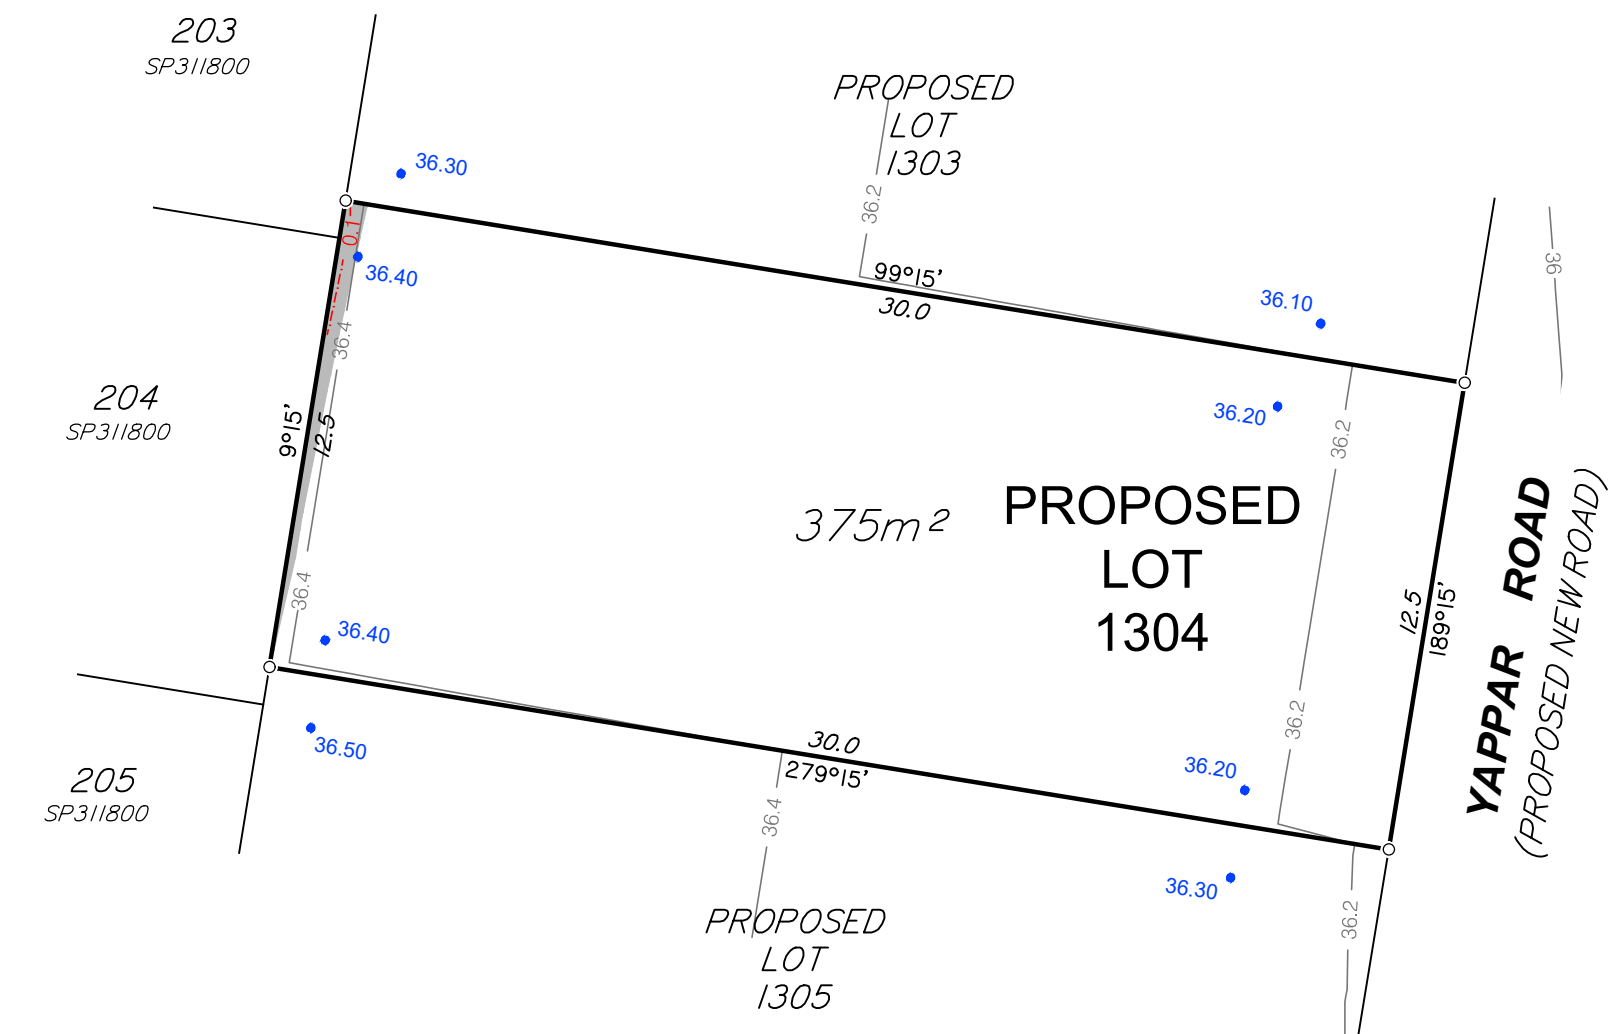 203
SP311800
PROPOSED
LOT
1303
36.30
36.2
0.1
36.40
99°15'
30.0
36
36.10
36.4
204
SP311800
9°15'
12.5
36.20
36.2
375m²
PROPOSED
LOT
1304
YAPPAR ROAD
(PROPOSED NEW ROAD)
12.5
189°15'
36.4
36.40
36.50
30.0
279°15'
36.2
36.20
205
SP311800
36.4
36.30
36.2
PROPOSED
LOT
1305